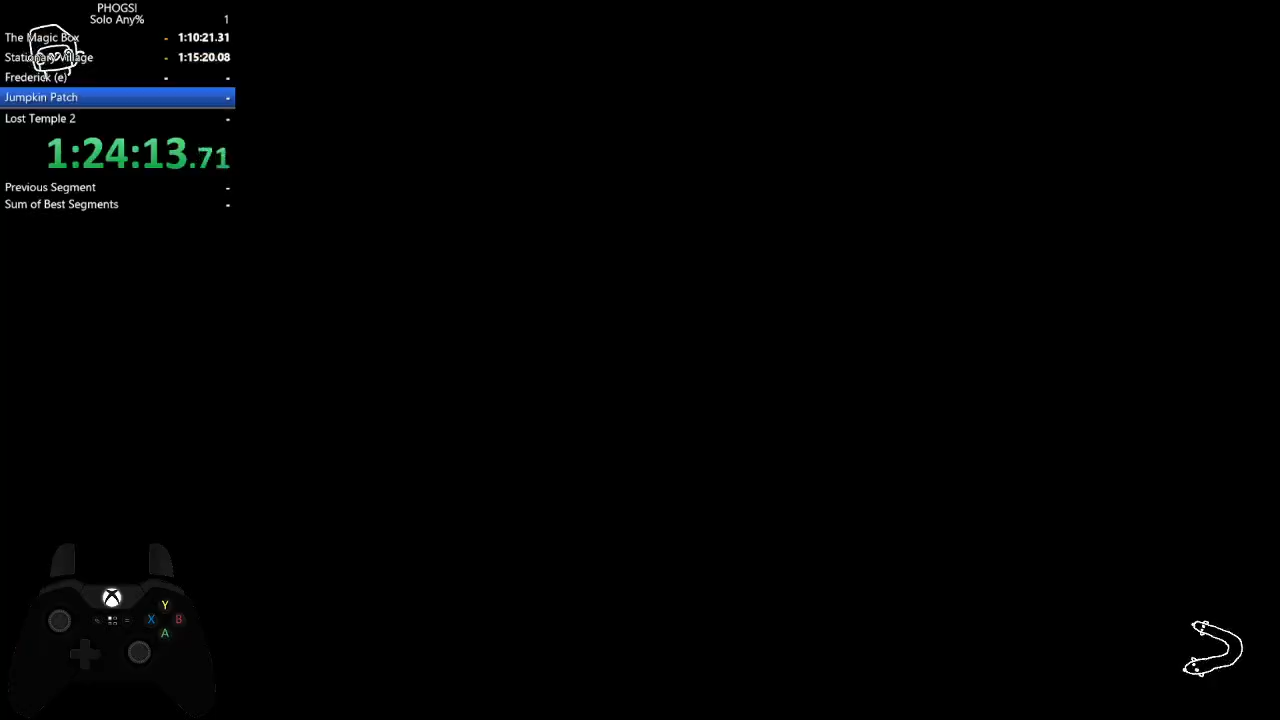 PHOGS!
Solo Any% 1
The Magic Box - 1:10:21.31
Stationary Village - 1:15:20.08
Frederick (e) - -
Jumpkin Patch -
Lost Temple 2 -
1:24:13.71
Previous Segment -
Sum of Best Segments -
Y
X B
A